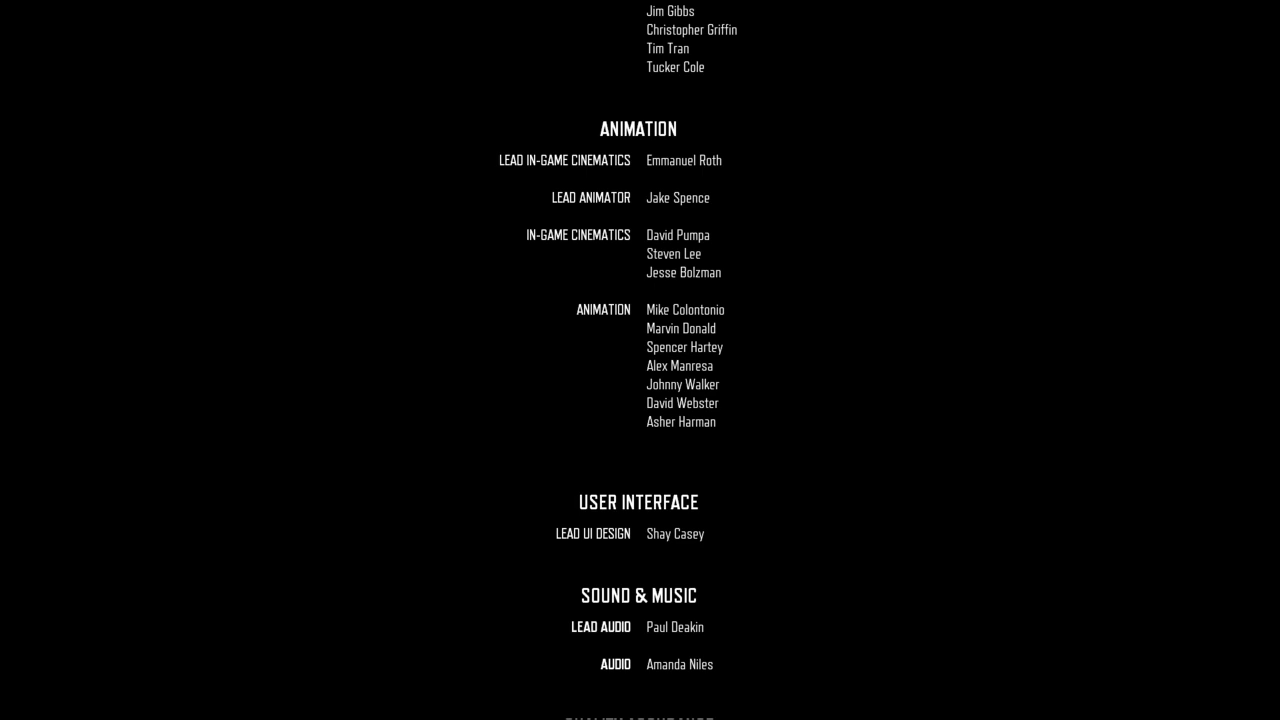 Jim Gibbs
Christopher Griffin
Tim Tran
Tucker Cole
ANIMATION
LEAD IN-GAME CINEMATICS Emmanuel Roth
LEAD ANIMATOR Jake Spence
IN-GAME CINEMATICS David Pumpa
Steven Lee
Jesse Bolzman
ANIMATION Mike Colontonio
Marvin Donald
Spencer Hartey
Alex Manresa
Johnny Walker
David Webster
Asher Harman
USER INTERFACE
LEAD UI DESIGN Shay Casey
SOUND & MUSIC
LEAD AUDIO Paul Deakin
AUDIO Amanda Niles